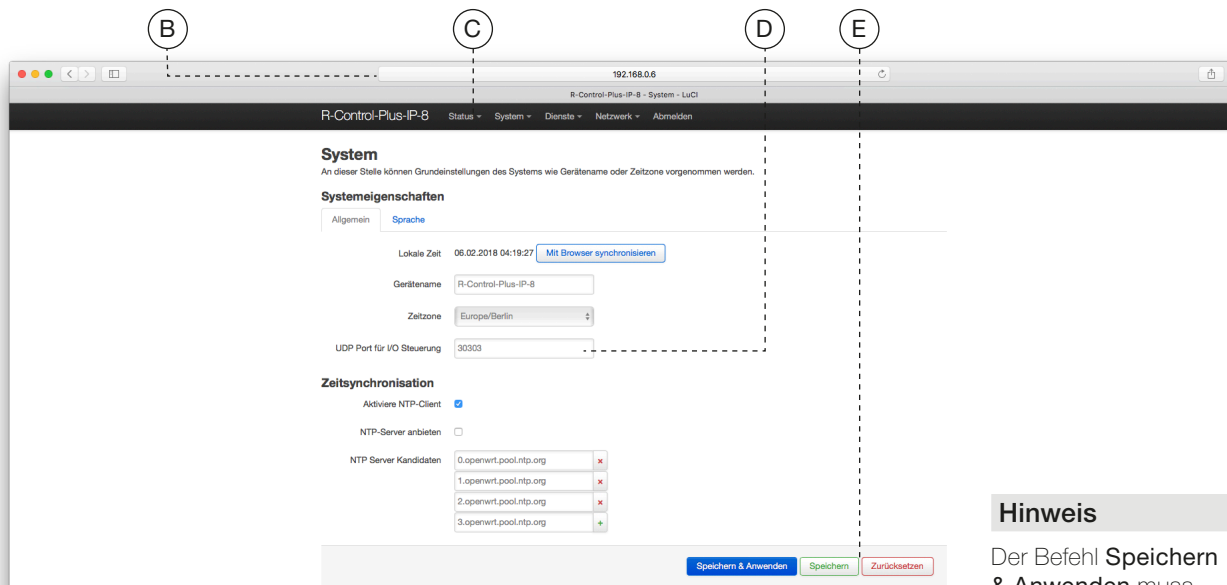 B C D E
192.168.0.6
R-Control-Plus-IP-8 - System - LuCI
R-Control-Plus-IP-8 Status System Dienste Netzwerk Abmelden
System
An dieser Stelle können Grundeinstellungen des Systems wie Gerätename oder Zeitzone vorgenommen werden.
Systemeigenschaften
Allgemein Sprache
Lokale Zeit 06.02.2018 04:19:27 Mit Browser synchronisieren
Gerätename R-Control-Plus-IP-8
Zeitzone Europe/Berlin
UDP Port für I/O Steuerung 30303
Zeitsynchronisation
Aktiviere NTP-Client
NTP-Server anbieten
NTP Server Kandidaten 0.openwrt.pool.ntp.org
1.openwrt.pool.ntp.org
2.openwrt.pool.ntp.org
3.openwrt.pool.ntp.org
Speichern & Anwenden Speichern Zurücksetzen
Hinweis
Der Befehl Speichern
& Anwenden muss